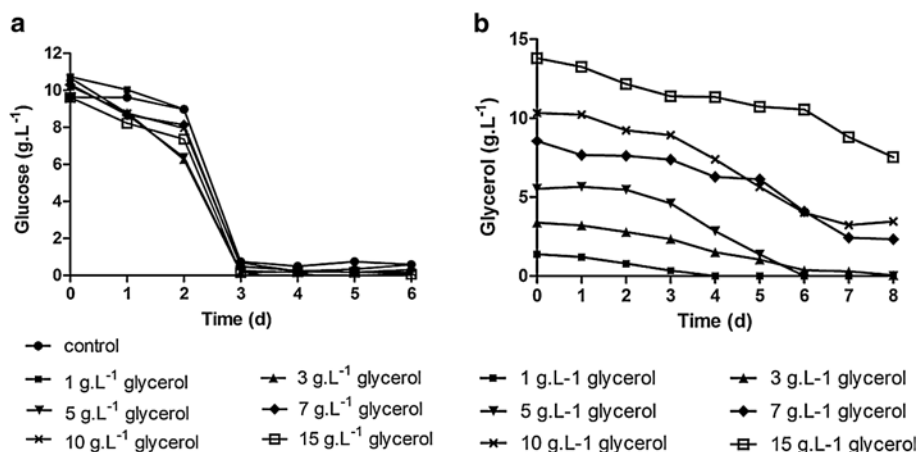 a
Glucose (g.L⁻¹)
12
10
8
6
4
2
0
0 1 2 3 4 5 6
Time (d)
control
1 g.L⁻¹ glycerol
3 g.L⁻¹ glycerol
5 g.L⁻¹ glycerol
7 g.L⁻¹ glycerol
10 g.L⁻¹ glycerol
15 g.L⁻¹ glycerol
b
Glycerol (g.L⁻¹)
15
10
5
0
0 1 2 3 4 5 6 7 8
Time (d)
1 g.L-1 glycerol
3 g.L-1 glycerol
5 g.L-1 glycerol
7 g.L-1 glycerol
10 g.L-1 glycerol
15 g.L-1 glycerol